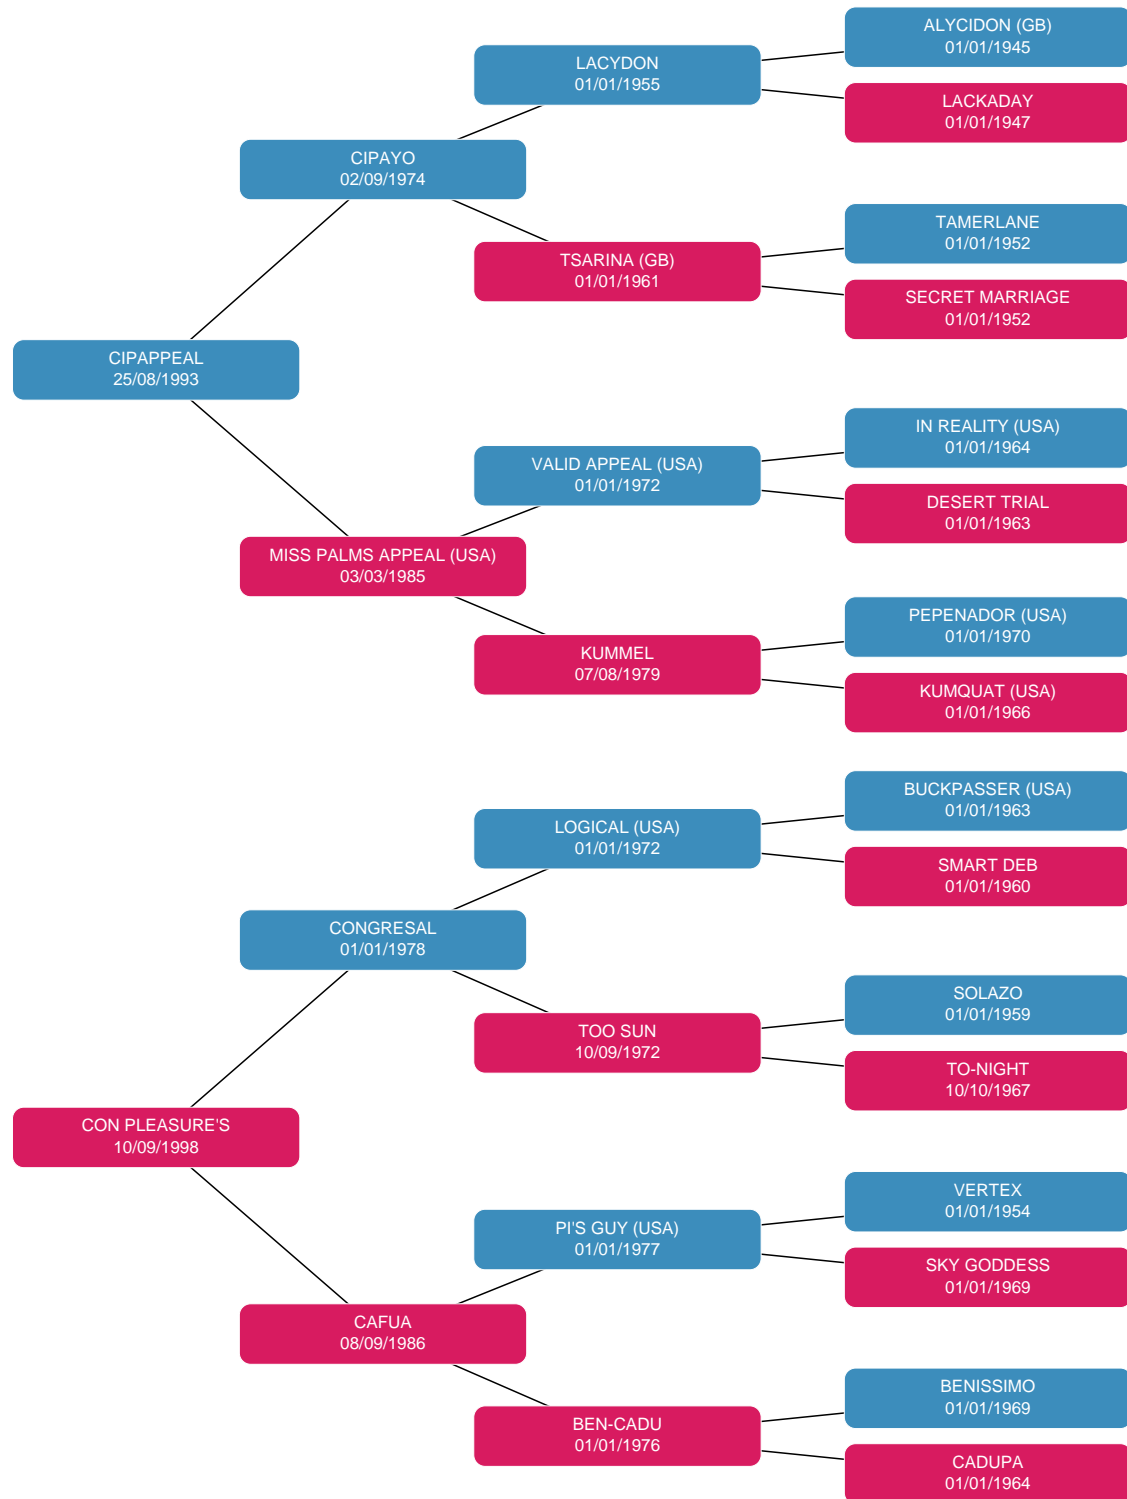 ALYCIDON (GB)
01/01/1945
LACYDON
01/01/1955
LACKADAY
01/01/1947
CIPAYO
02/09/1974
TAMERLANE
01/01/1952
TSARINA (GB)
01/01/1961
SECRET MARRIAGE
01/01/1952
CIPAPPEAL
25/08/1993
IN REALITY (USA)
01/01/1964
VALID APPEAL (USA)
01/01/1972
DESERT TRIAL
01/01/1963
MISS PALMS APPEAL (USA)
03/03/1985
PEPENADOR (USA)
01/01/1970
KUMMEL
07/08/1979
KUMQUAT (USA)
01/01/1966
BUCKPASSER (USA)
01/01/1963
LOGICAL (USA)
01/01/1972
SMART DEB
01/01/1960
CONGRESAL
01/01/1978
SOLAZO
01/01/1959
TOO SUN
10/09/1972
TO-NIGHT
10/10/1967
CON PLEASURE'S
10/09/1998
VERTEX
01/01/1954
PI'S GUY (USA)
01/01/1977
SKY GODDESS
01/01/1969
CAFUA
08/09/1986
BENISSIMO
01/01/1969
BEN-CADU
01/01/1976
CADUPA
01/01/1964